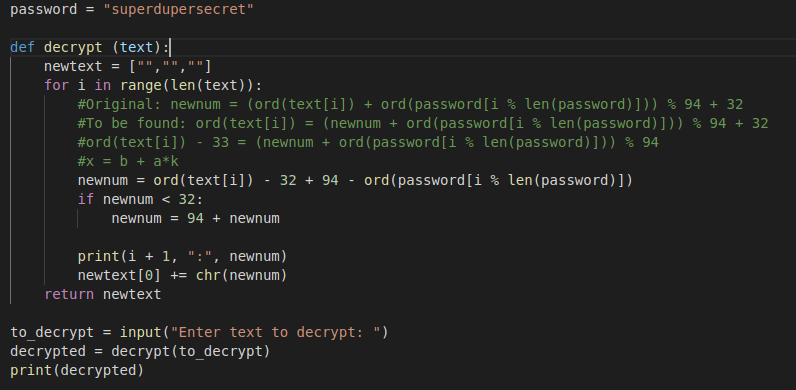 password = "superdupersecret"
def decrypt (text):
newtext = ["","",""]
for i in range(len(text)):
#Original: newnum = (ord(text[i]) + ord(password[i % len(password)])) % 94 + 32
#To be found: ord(text[i]) = (newnum + ord(password[i % len(password)])) % 94 + 32
#ord(text[i]) - 33 = (newnum + ord(password[i % len(password)])) % 94
#x = b + a*k
newnum = ord(text[i]) - 32 + 94 - ord(password[i % len(password)])
if newnum < 32:
newnum = 94 + newnum
print(i + 1, ":", newnum)
newtext[0] += chr(newnum)
return newtext
to_decrypt = input("Enter text to decrypt: ")
decrypted = decrypt(to_decrypt)
print(decrypted)